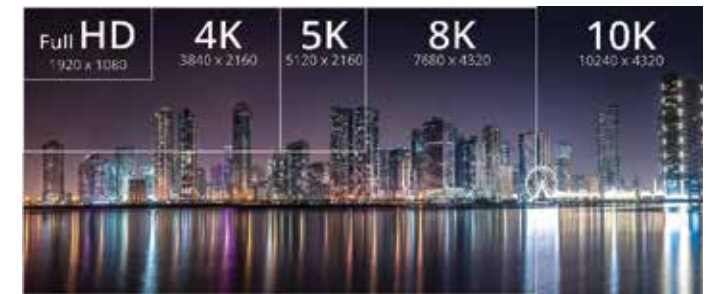 Full HD
1920 x 1080
4K
3840 x 2160
5K
5120 x 2160
8K
7680 x 4320
10K
10240 x 4320